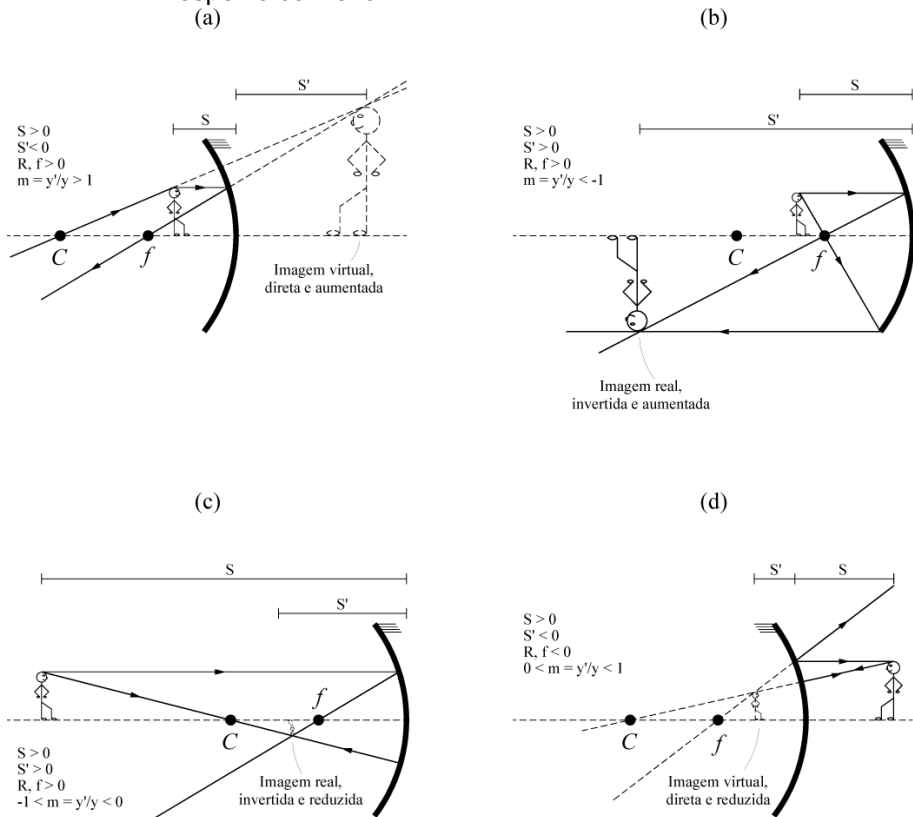 (a)
S'
S
S > 0
S'< 0
R, f > 0
m = y'/y > 1
C
f
Imagem virtual,
direta e aumentada
(b)
S
S'
S > 0
S' > 0
R, f > 0
m = y'/y < -1
C
f
Imagem real,
invertida e aumentada
(c)
S
S'
f
C
S > 0
S' > 0
R, f > 0
-1 < m = y'/y < 0
Imagem real,
invertida e reduzida
(d)
S' S
S > 0
S' < 0
R, f < 0
0 < m = y'/y < 1
C
f
Imagem virtual,
direta e reduzida